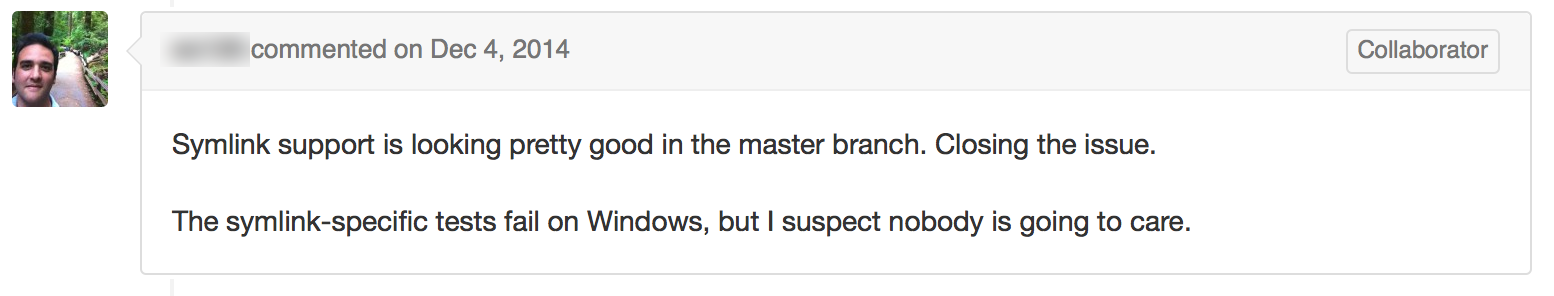 commented on Dec 4, 2014
Collaborator
Symlink support is looking pretty good in the master branch. Closing the issue.
The symlink-specific tests fail on Windows, but I suspect nobody is going to care.